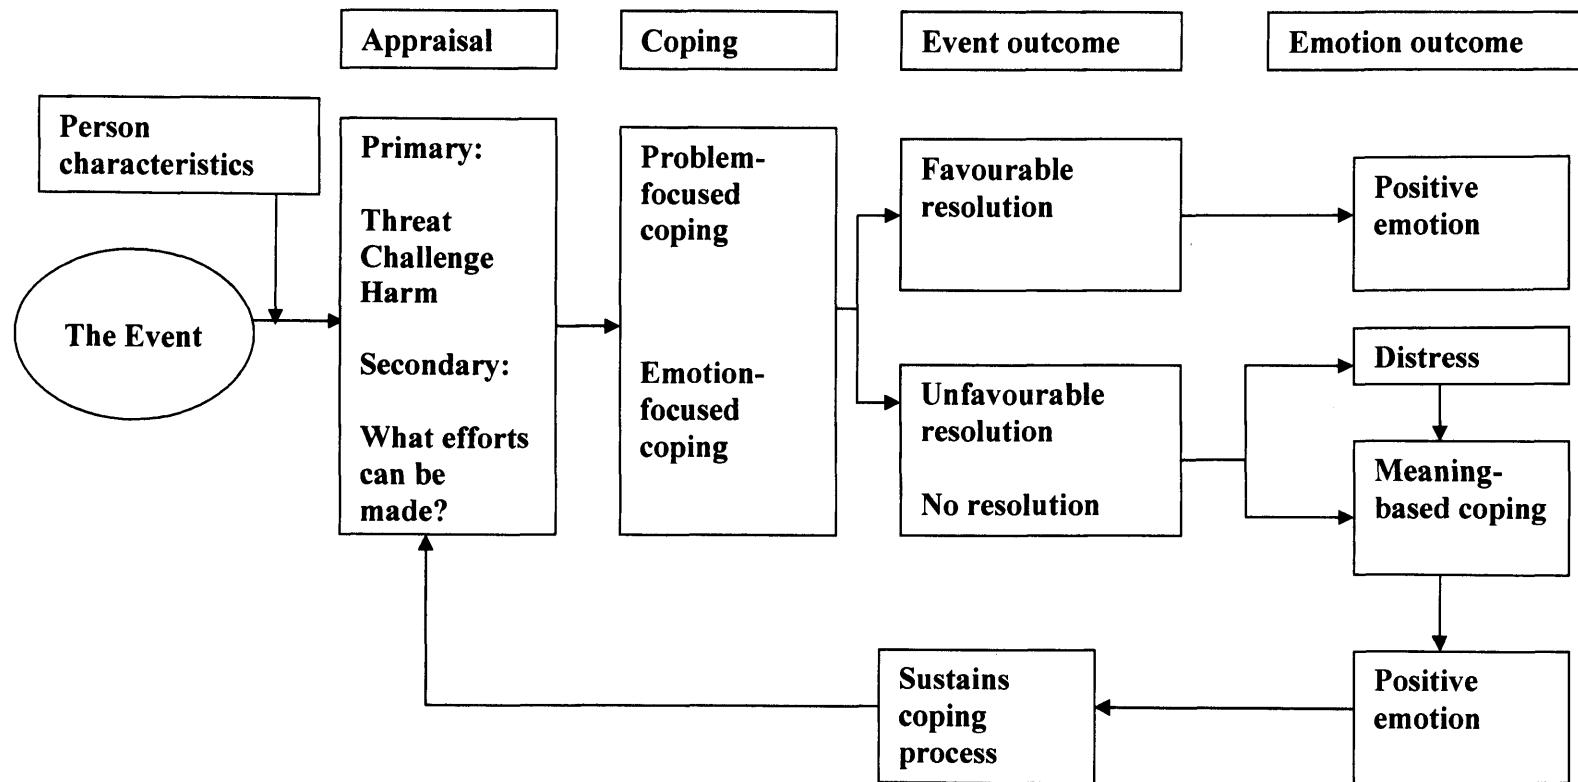 Appraisal
Coping
Event outcome
Emotion outcome
Person
characteristics
The Event
Primary:
Threat
Challenge
Harm
Secondary:
What efforts
can be
made?
Problem-
focused
coping
Emotion-
focused
coping
Favourable
resolution
Unfavourable
resolution
No resolution
Positive
emotion
Distress
Meaning-
based coping
Positive
emotion
Sustains
coping
process